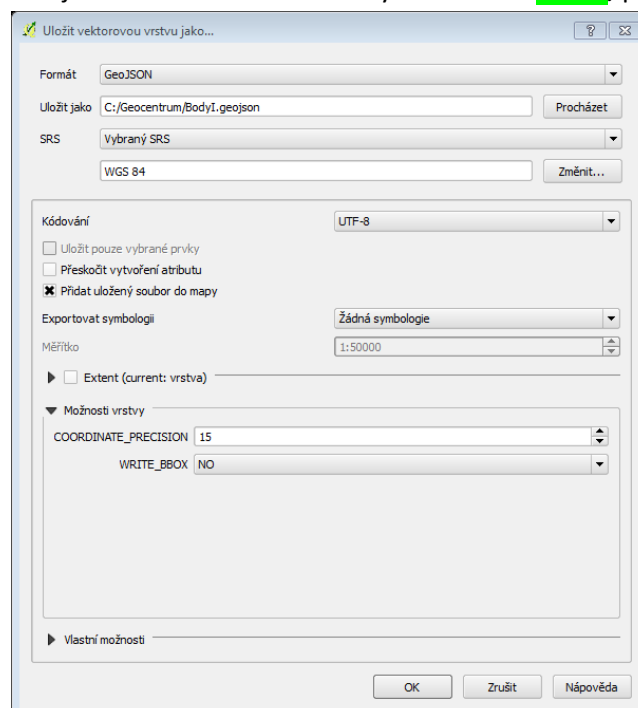 Uložit vektorovou vrstvu jako...
Formát GeoJSON
Uložit jako C:/Geocentrum/BodyI.geojson Procházet
SRS Vybraný SRS
WGS 84 Změnit...
Kódování UTF-8
Uložit pouze vybrané prvky
Přeskočit vytvoření atributu
Přidat uložený soubor do mapy
Exportovat symbologii Žádná symbologie
Měřítko 1:50000
Extent (current: vrstva)
Možnosti vrstvy
COORDINATE_PRECISION 15
WRITE_BBOX NO
Vlastní možnosti
OK Zrušit Nápověda